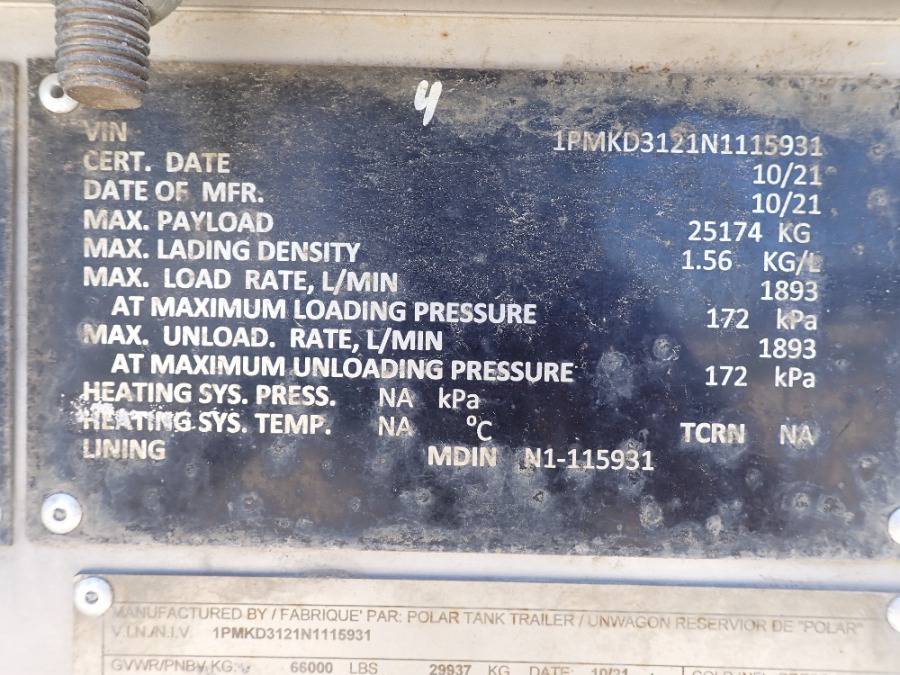 4
VIN 1PMKD3121N1115931
CERT. DATE 10/21
DATE OF MFR. 10/21
MAX. PAYLOAD 25174 KG
MAX. LADING DENSITY 1.56 KG/L
MAX. LOAD RATE, L/MIN 1893
AT MAXIMUM LOADING PRESSURE 172 kPa
MAX. UNLOAD. RATE, L/MIN 1893
AT MAXIMUM UNLOADING PRESSURE 172 kPa
HEATING SYS. PRESS. NA kPa
HEATING SYS. TEMP. NA ºC TCRN NA
LINING MDIN N1-115931
MANUFACTURED BY / FABRIQUE' PAR: POLAR TANK TRAILER / UNWAGON RESERVIOR DE "POLAR"
V.I.N./N.I.V. 1PMKD3121N1115931
GVWR/PNBV KG: 66000 LBS 29937 KG DATE: 10/21